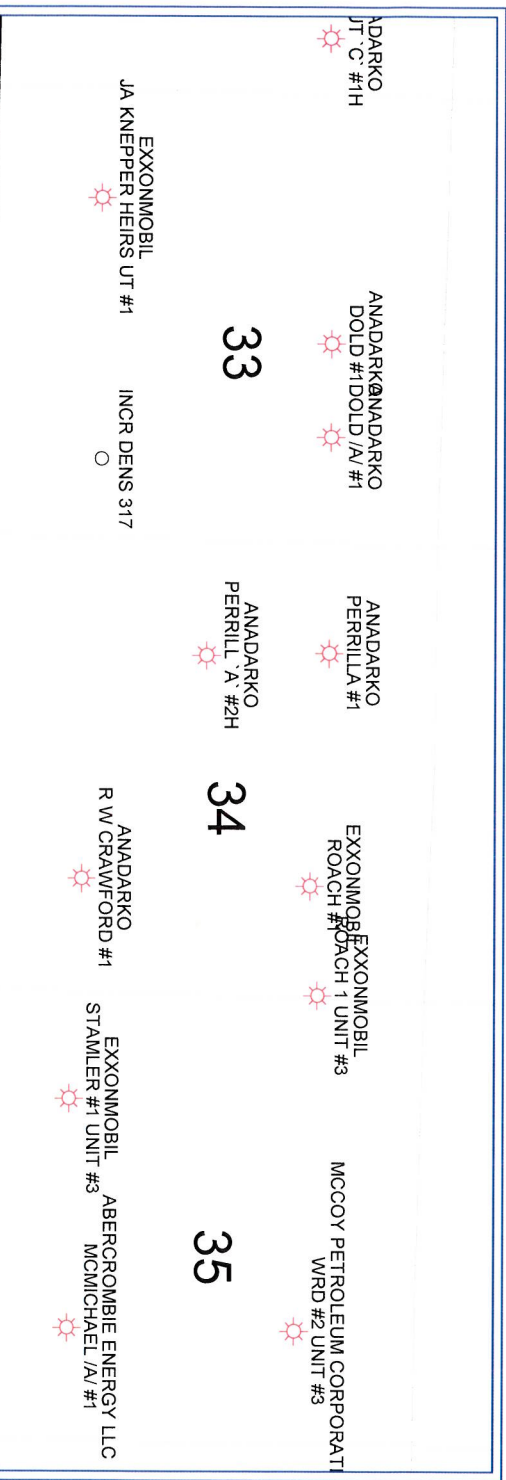 ADARKO
UT `C` #1H
ANADARKO
DOLD #1
ANADARKO
DOLD /A/ #1
ANADARKO
PERRILLA #1
EXXONMOBIL
ROACH #1
EXXONMOBIL
ROACH 1 UNIT #3
MCCOY PETROLEUM CORPORATI
WRD #2 UNIT #3
33
ANADARKO
PERRILL `A` #2H
34
35
EXXONMOBIL
JA KNEPPER HEIRS UT #1
INCR DENS 317
ANADARKO
R W CRAWFORD #1
EXXONMOBIL
STAMLER #1 UNIT #3
ABERCROMBIE ENERGY LLC
MCMICHAEL /A/ #1